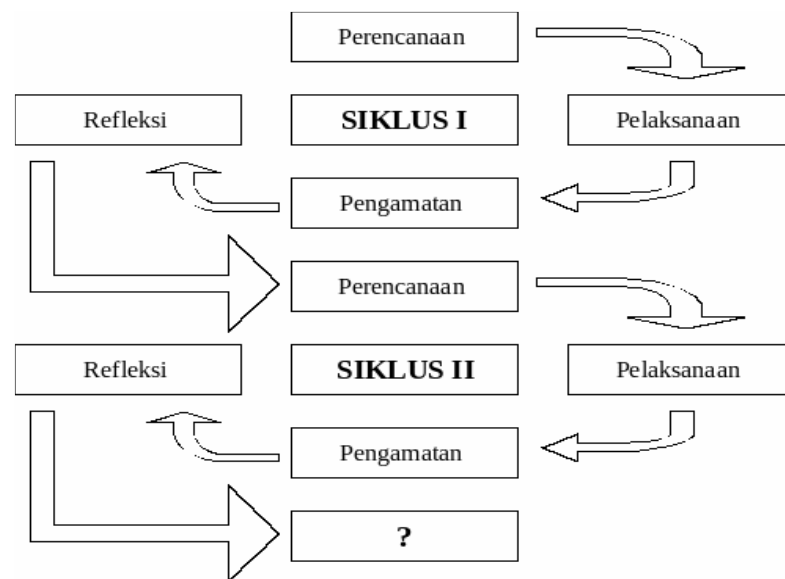 Perencanaan
Refleksi
SIKLUS I
Pelaksanaan
Pengamatan
Perencanaan
Refleksi
SIKLUS II
Pelaksanaan
Pengamatan
?